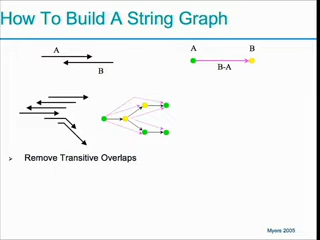 How To Build A String Graph
A
B
A B
B-A
Remove Transitive Overlaps
Myers 2005